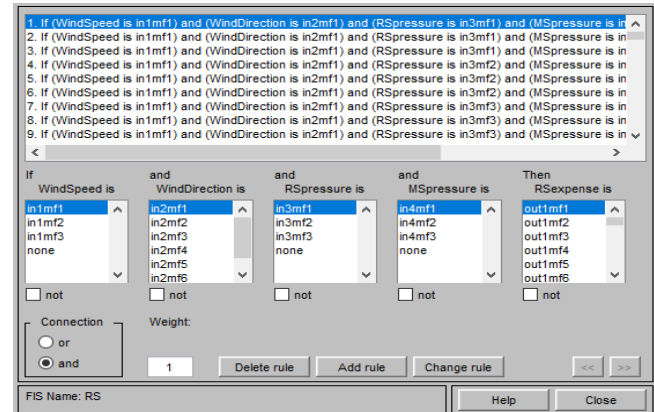 1. If (WindSpeed is in1mf1) and (WindDirection is in2mf1) and (RSpressure is in3mf1) and (MSpressure is in
2. If (WindSpeed is in1mf1) and (WindDirection is in2mf1) and (RSpressure is in3mf1) and (MSpressure is in
3. If (WindSpeed is in1mf1) and (WindDirection is in2mf1) and (RSpressure is in3mf1) and (MSpressure is in
4. If (WindSpeed is in1mf1) and (WindDirection is in2mf1) and (RSpressure is in3mf2) and (MSpressure is in
5. If (WindSpeed is in1mf1) and (WindDirection is in2mf1) and (RSpressure is in3mf2) and (MSpressure is in
6. If (WindSpeed is in1mf1) and (WindDirection is in2mf1) and (RSpressure is in3mf2) and (MSpressure is in
7. If (WindSpeed is in1mf1) and (WindDirection is in2mf1) and (RSpressure is in3mf3) and (MSpressure is in
8. If (WindSpeed is in1mf1) and (WindDirection is in2mf1) and (RSpressure is in3mf3) and (MSpressure is in
9. If (WindSpeed is in1mf1) and (WindDirection is in2mf1) and (RSpressure is in3mf3) and (MSpressure is in
If and and and Then
WindSpeed is WindDirection is RSpressure is MSpressure is RSexpense is
in1mf1 in2mf1 in3mf1 in4mf1 out1mf1
in1mf2 in2mf2 in3mf2 in4mf2 out1mf2
in1mf3 in2mf3 in3mf3 in4mf3 out1mf3
none in2mf4 none none out1mf4
in2mf5 out1mf5
in2mf6 out1mf6
not not not not not
Connection Weight:
or
and 1 Delete rule Add rule Change rule << >>
FIS Name: RS Help Close